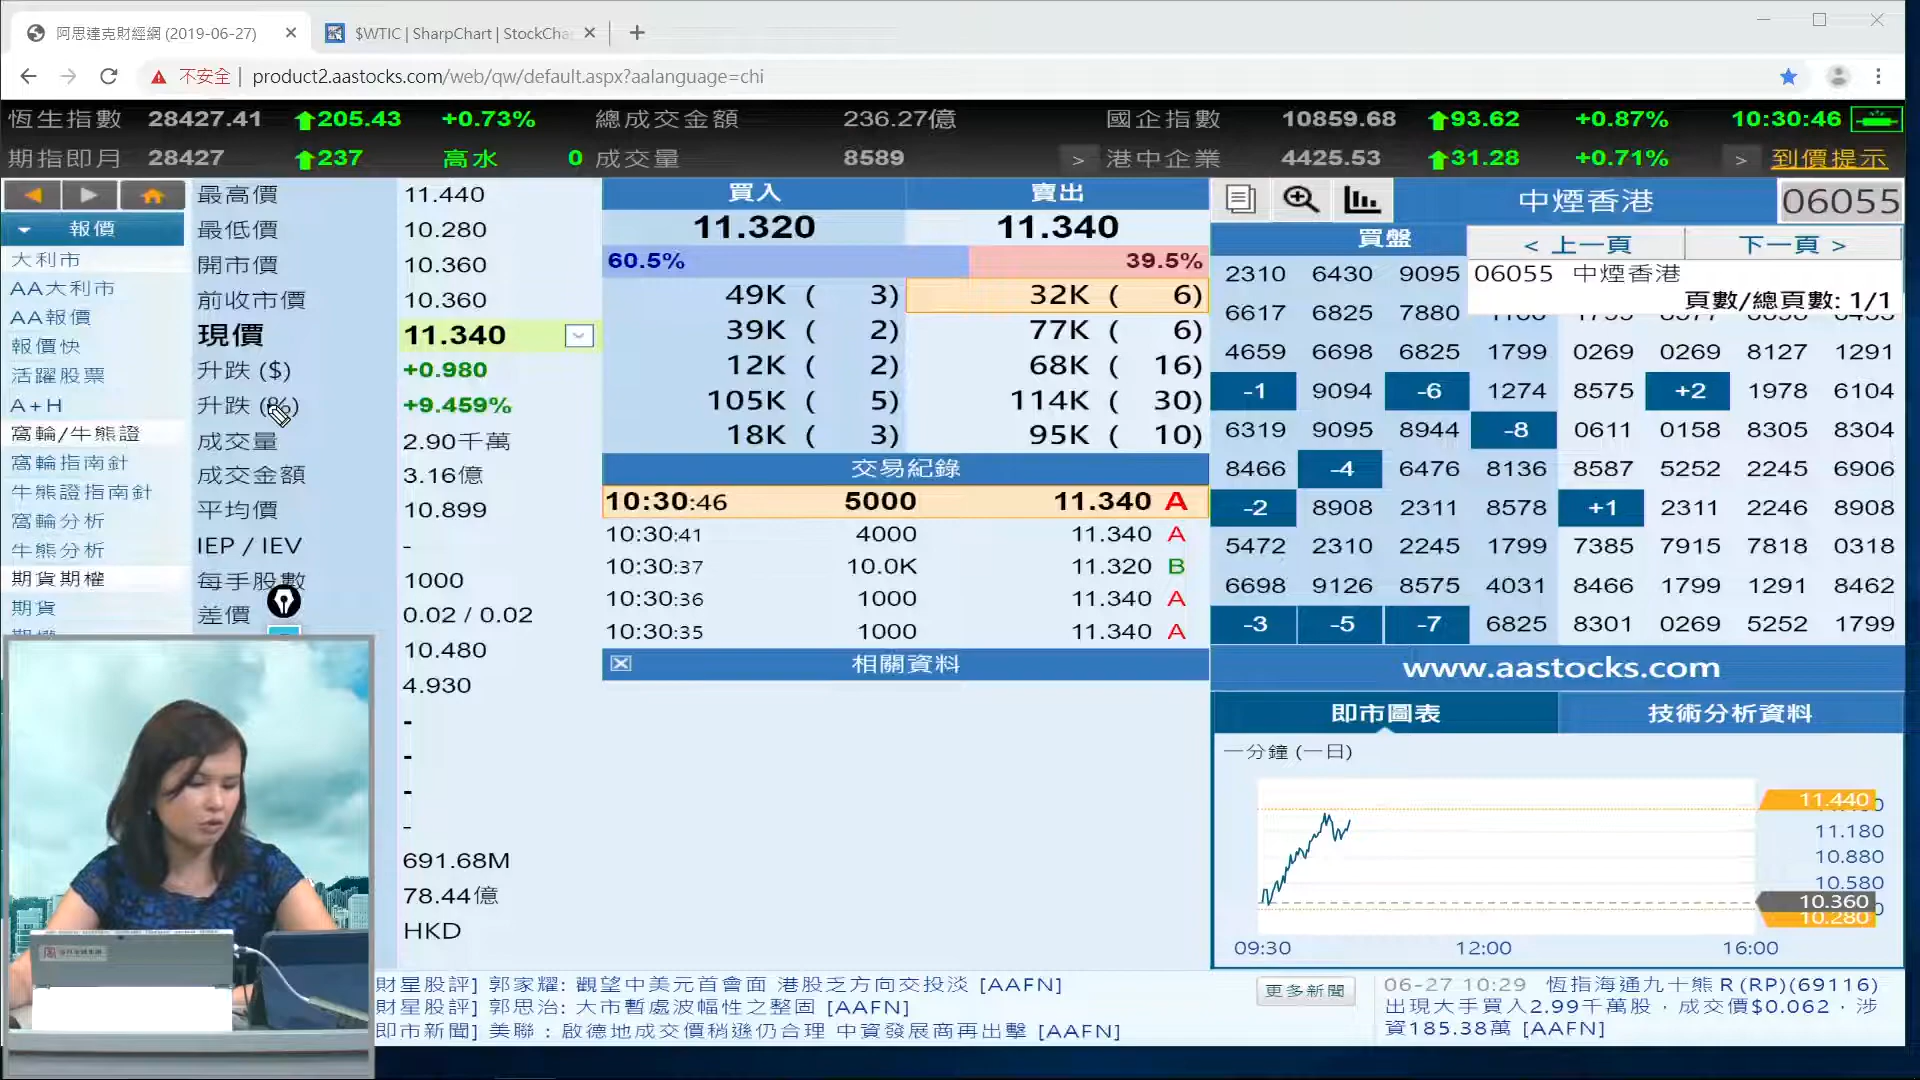 阿思達克財經網 (2019-06-27)
$WTIC | SharpChart | StockCha
不安全 | product2.aastocks.com/web/qw/default.aspx?aalanguage=chi
恆生指數 28427.41 205.43 +0.73% 總成交金額 236.27億 國企指數 10859.68 93.62 +0.87% 10:30:46
期指即月 28427 237 高水 0 成交量 8589 > 港中企業 4425.53 31.28 +0.71% > 到價提示
報價
大利市
AA大利市
AA報價
報價快
活躍股票
A+H
窩輪/牛熊證
窩輪指南針
牛熊證指南針
窩輪分析
牛熊分析
期貨期權
期貨
最高價 11.440
最低價 10.280
開市價 10.360
前收市價 10.360
現價 11.340
升跌 ($) +0.980
升跌 (%) +9.459%
成交量 2.90千萬
成交金額 3.16億
平均價 10.899
IEP / IEV -
每手股數 1000
差價 0.02 / 0.02
10.480
4.930
-
-
-
-
691.68M
78.44億
HKD
買入 賣出
11.320 11.340
60.5% 39.5%
49K ( 3) 32K ( 6)
39K ( 2) 77K ( 6)
12K ( 2) 68K ( 16)
105K ( 5) 114K ( 30)
18K ( 3) 95K ( 10)
交易紀錄
10:30:46 5000 11.340 A
10:30:41 4000 11.340 A
10:30:37 10.0K 11.320 B
10:30:36 1000 11.340 A
10:30:35 1000 11.340 A
相關資料
中煙香港 06055
買盤
< 上一頁 下一頁 >
06055 中煙香港
頁數/總頁數: 1/1
2310 6430 9095
6617 6825 7880
4659 6698 6825 1799 0269 0269 8127 1291
-1 9094 -6 1274 8575 +2 1978 6104
6319 9095 8944 -8 0611 0158 8305 8304
8466 -4 6476 8136 8587 5252 2245 6906
-2 8908 2311 8578 +1 2311 2246 8908
5472 2310 2245 1799 7385 7915 7818 0318
6698 9126 8575 4031 8466 1799 1291 8462
-3 -5 -7 6825 8301 0269 5252 1799
www.aastocks.com
即市圖表 技術分析資料
一分鐘 (一日)
11.440
11.180
10.880
10.580
10.360
10.280
09:30 12:00 16:00
財星股評] 郭家耀: 觀望中美元首會面 港股乏方向交投淡 [AAFN]
財星股評] 郭思治: 大市暫處波幅性之整固 [AAFN]
即市新聞] 美聯：啟德地成交價稍遜仍合理 中資發展商再出擊 [AAFN]
更多新聞
06-27 10:29 恆指海通九十熊R(RP)(69116)
出現大手買入2.99千萬股，成交價$0.062，涉
資185.38萬 [AAFN]